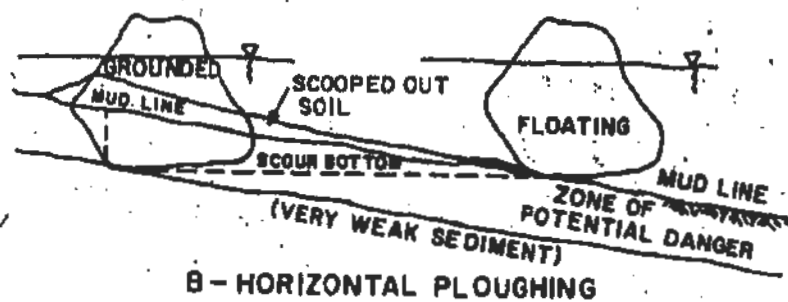 GROUNDED
MUD LINE
SCOOPED OUT
SOIL
FLOATING
SCOUR BOTTOM
MUD LINE
ZONE OF
POTENTIAL DANGER
(VERY WEAK SEDIMENT)
B - HORIZONTAL PLOUGHING